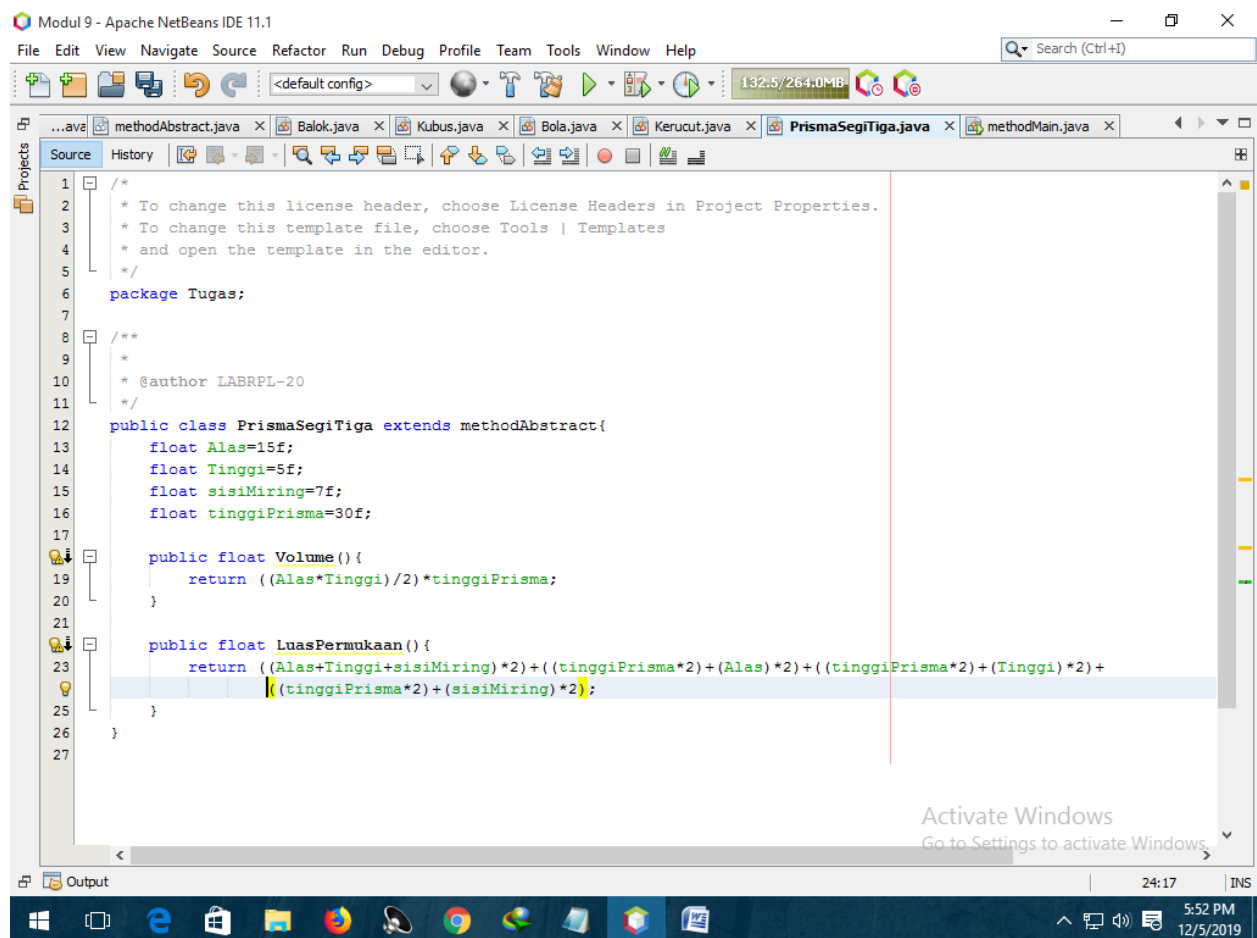 Modul 9 - Apache NetBeans IDE 11.1
File Edit View Navigate Source Refactor Run Debug Profile Team Tools Window Help
Search (Ctrl+I)
<default config>
132.5/264.0MB
...ava methodAbstract.java Balok.java Kubus.java Bola.java Kerucut.java PrismaSegiTiga.java methodMain.java
Projects
Source History
1 /*
2 * To change this license header, choose License Headers in Project Properties.
3 * To change this template file, choose Tools | Templates
4 * and open the template in the editor.
5 */
6 package Tugas;
7
8 /**
9 *
10 * @author LABRPL-20
11 */
12 public class PrismaSegiTiga extends methodAbstract{
13 float Alas=15f;
14 float Tinggi=5f;
15 float sisiMiring=7f;
16 float tinggiPrisma=30f;
17
public float Volume(){
19 return ((Alas*Tinggi)/2)*tinggiPrisma;
20 }
21
public float LuasPermukaan(){
23 return ((Alas+Tinggi+sisiMiring)*2)+((tinggiPrisma*2)+(Alas)*2)+((tinggiPrisma*2)+(Tinggi)*2)+
((tinggiPrisma*2)+(sisiMiring)*2);
25 }
26 }
27
Activate Windows
Go to Settings to activate Windows.
Output
24:17 INS
5:52 PM
12/5/2019